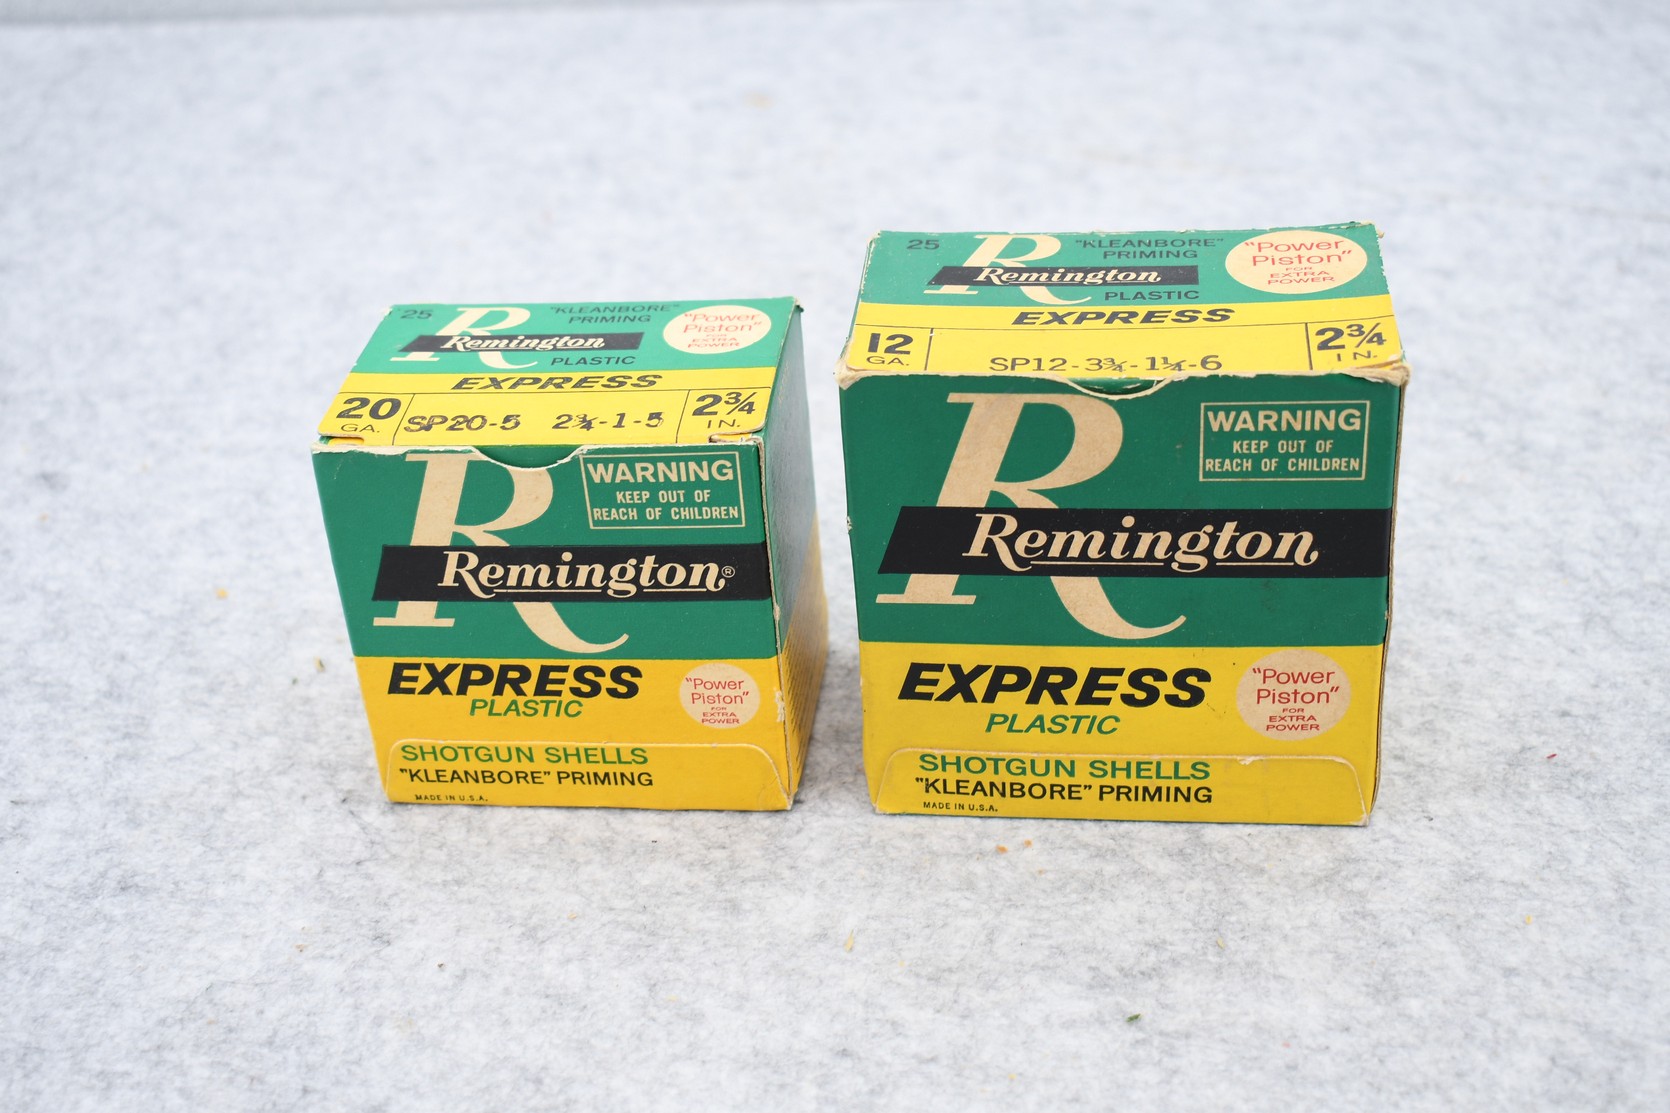 25
"KLEANBORE"
PRIMING
R
Remington
PLASTIC
"Power
Piston"
FOR
EXTRA
POWER
EXPRESS
20
GA.
SP20-5 2¾-1-5
2¾
IN.
R
WARNING
KEEP OUT OF
REACH OF CHILDREN
Remington®
EXPRESS
PLASTIC
"Power
Piston"
FOR
EXTRA
POWER
SHOTGUN SHELLS
"KLEANBORE" PRIMING
MADE IN U.S.A.
25
"KLEANBORE"
PRIMING
R
Remington
PLASTIC
"Power
Piston"
FOR
EXTRA
POWER
EXPRESS
12
GA.
SP12-3¾-1¼-6
2¾
IN.
R
WARNING
KEEP OUT OF
REACH OF CHILDREN
Remington
EXPRESS
PLASTIC
"Power
Piston"
FOR
EXTRA
POWER
SHOTGUN SHELLS
"KLEANBORE" PRIMING
MADE IN U.S.A.